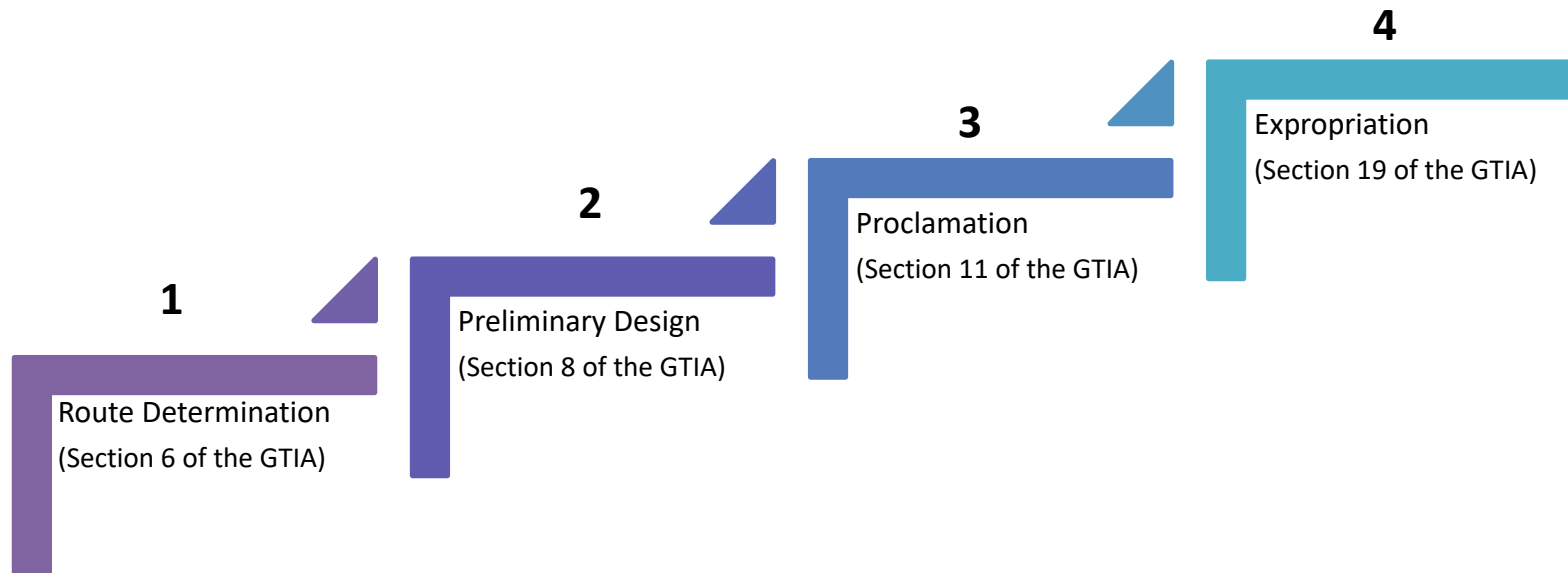 1
Route Determination
(Section 6 of the GTIA)
2
Preliminary Design
(Section 8 of the GTIA)
3
Proclamation
(Section 11 of the GTIA)
4
Expropriation
(Section 19 of the GTIA)